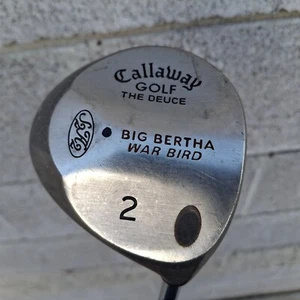 Callaway
GOLF
THE DEUCE
BIG BERTHA
WAR BIRD
2